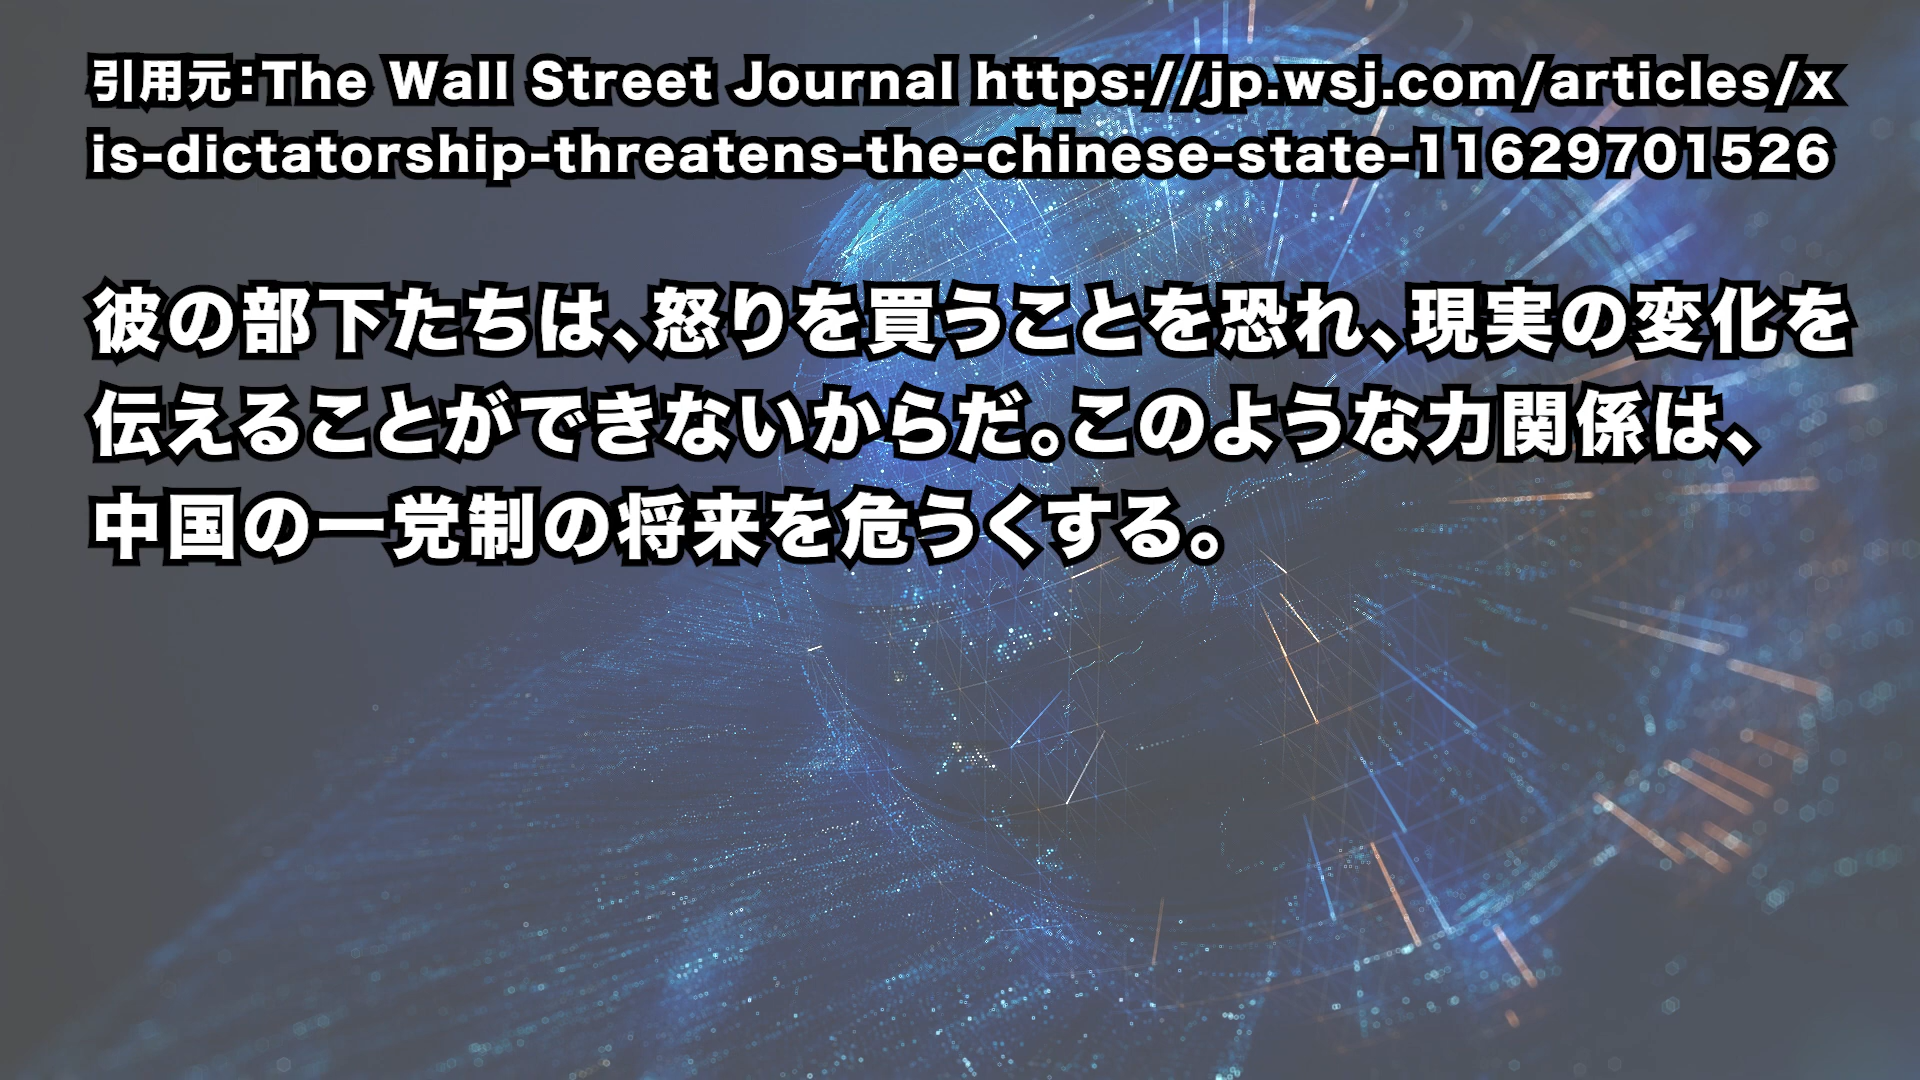 引用元：The Wall Street Journal https://jp.wsj.com/articles/x
is-dictatorship-threatens-the-chinese-state-11629701526
彼の部下たちは、怒りを買うことを恐れ、現実の変化を
伝えることができないからだ。このような力関係は、
中国の一党制の将来を危うくする。